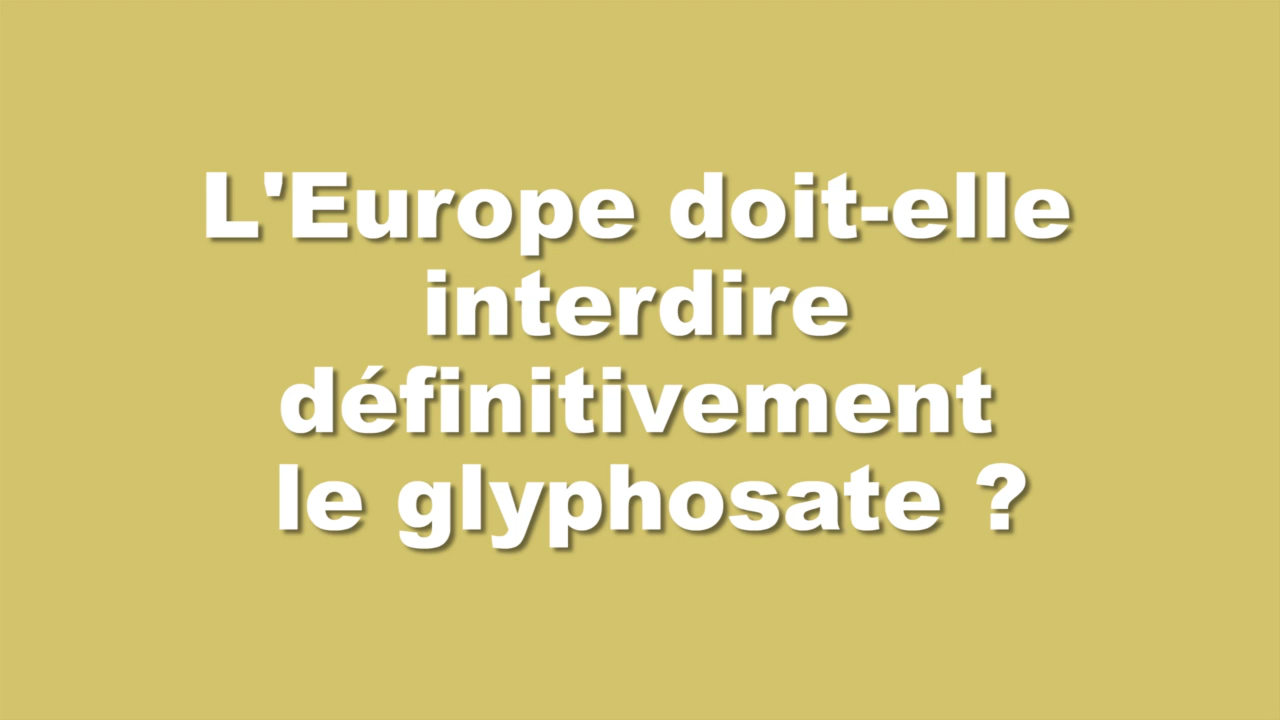 L'Europe doit-elle
interdire
définitivement
le glyphosate ?